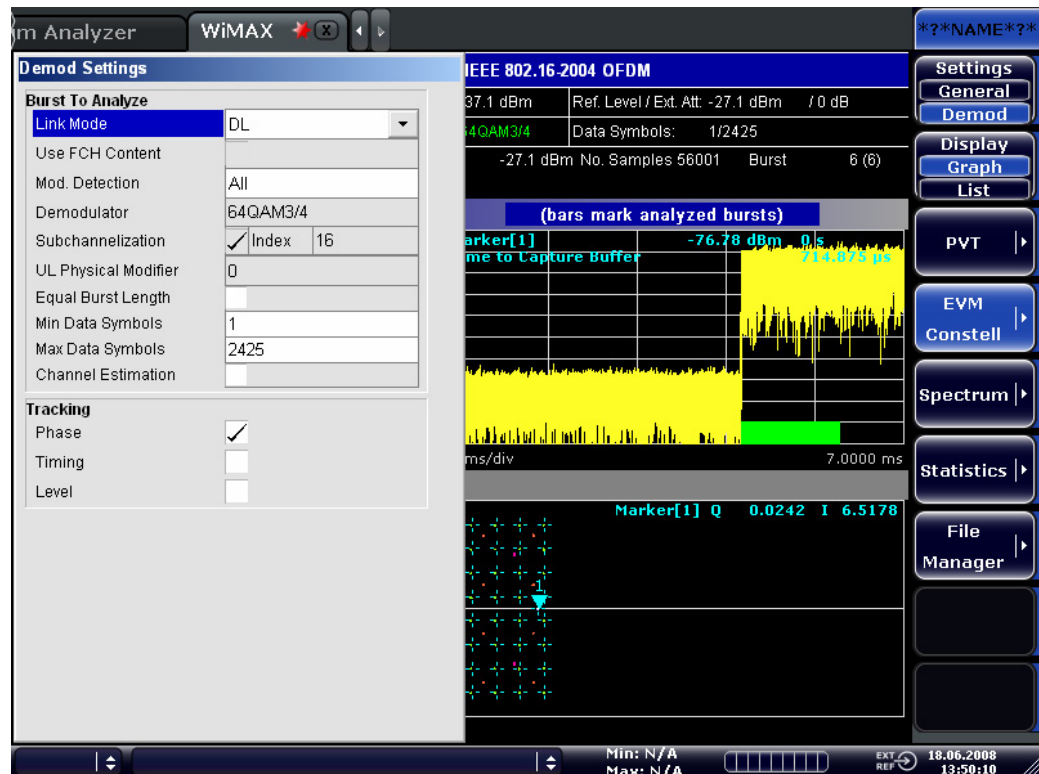 m Analyzer
WiMAX
*?*NAME*?*
Demod Settings
IEEE 802.16-2004 OFDM
Settings
General
Demod
Burst To Analyze
37.1 dBm Ref. Level / Ext. Att: -27.1 dBm / 0 dB
Link Mode DL
64QAM3/4 Data Symbols: 1/2425
Display
Graph
List
Use FCH Content
-27.1 dBm No. Samples 56001 Burst 6 (6)
Mod. Detection All
Demodulator 64QAM3/4
(bars mark analyzed bursts)
Subchannelization Index 16
arker[1] -76.78 dBm 0 s
me to Capture Buffer 714.875 µs
PVT
UL Physical Modifier 0
Equal Burst Length
Min Data Symbols 1
EVM
Constell
Max Data Symbols 2425
Channel Estimation
Spectrum
Tracking
Phase
Timing
ms/div 7.0000 ms
Statistics
Level
Marker[1] Q 0.0242 I 6.5178
1
File
Manager
Min: N/A
Max: N/A
EXT
REF
18.06.2008
13:50:10